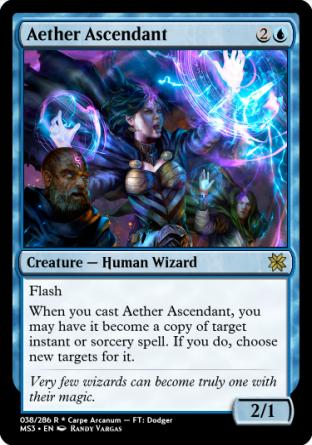 Aether Ascendant 2
Creature — Human Wizard
Flash
When you cast Aether Ascendant, you
may have it become a copy of target
instant or sorcery spell. If you do, choose
new targets for it.
Very few wizards can become truly one with
their magic.
2/1
038/286 R * Carpe Arcanum — FT: Dodger
MS3 • EN Randy Vargas